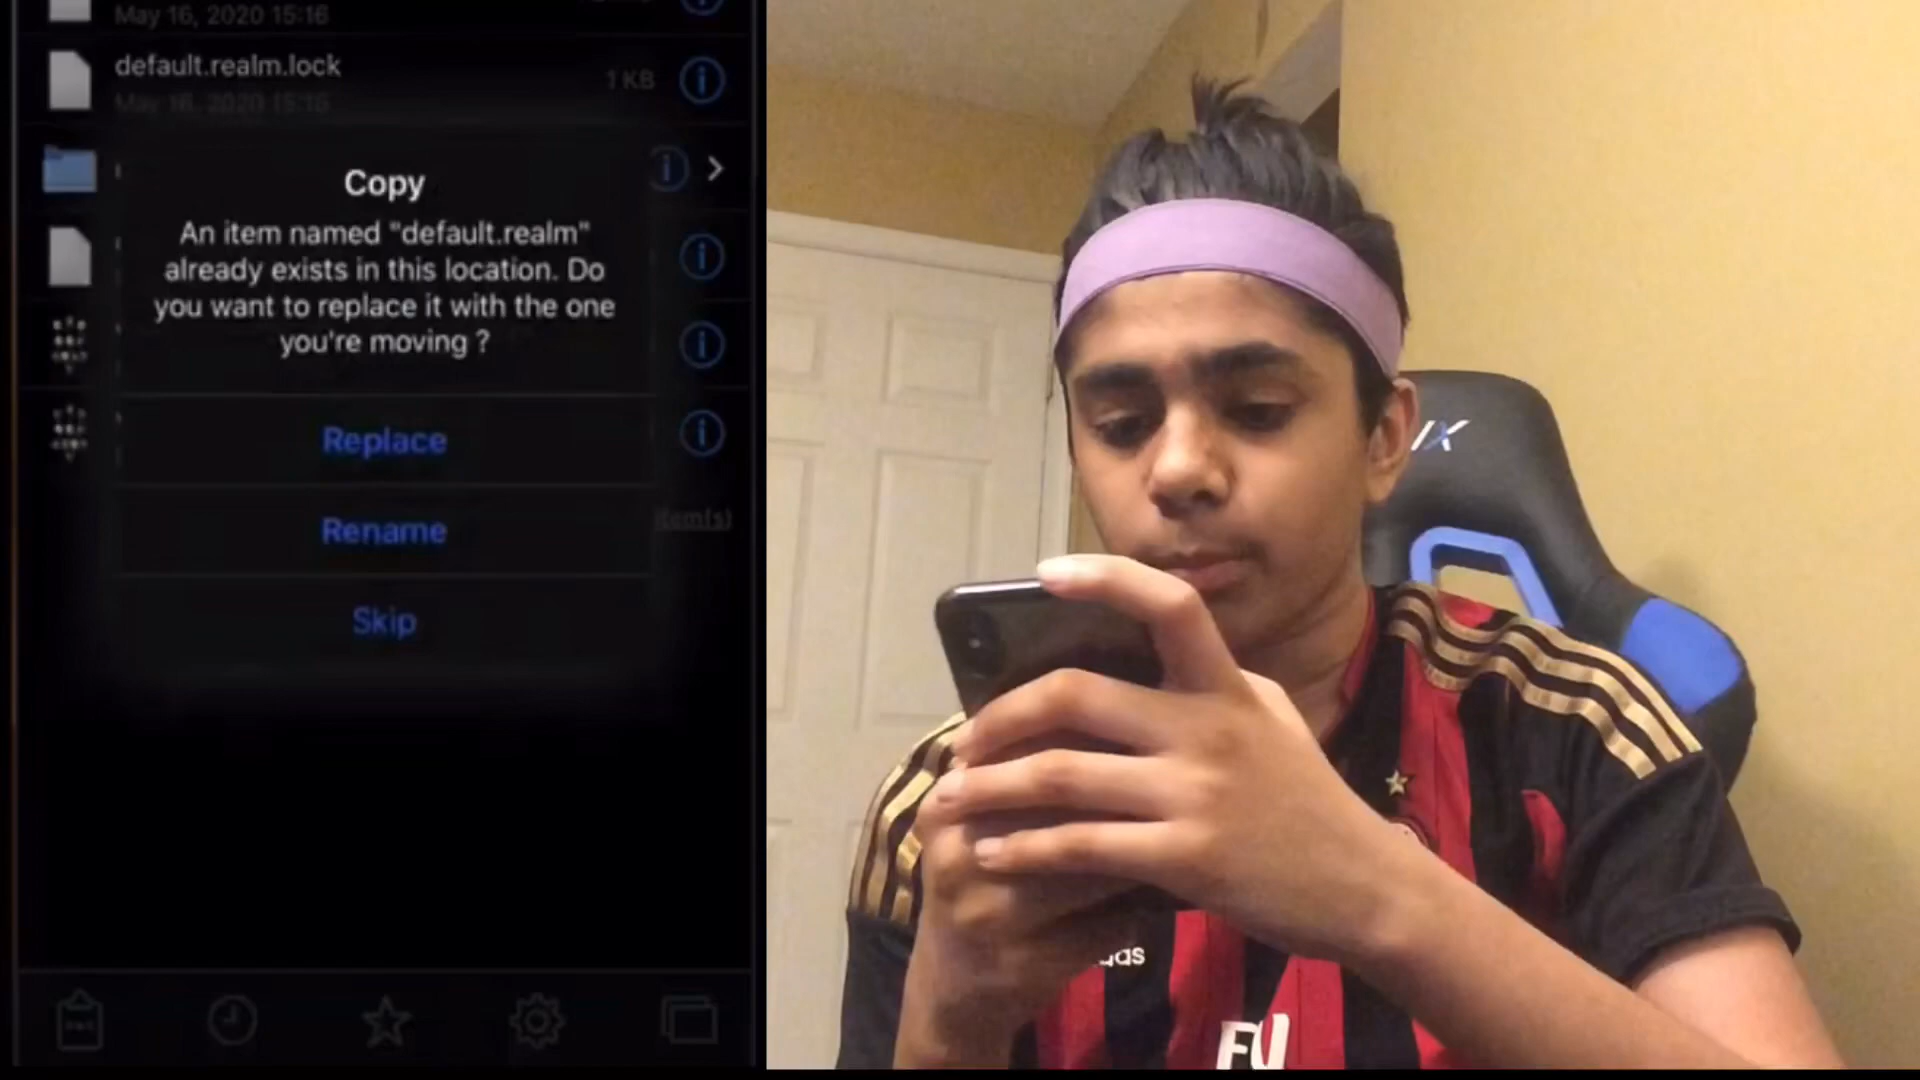 May 16, 2020 15:16
default.realm.lock
1 KB
May 16, 2020 15:16
Copy
An item named "default.realm"
already exists in this location. Do
you want to replace it with the one
you're moving ?
Replace
Rename
item(s)
Skip